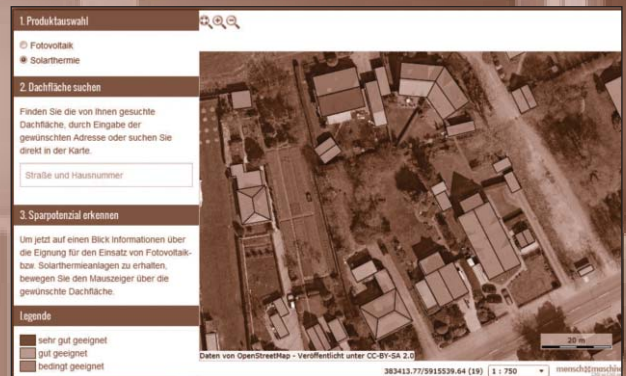 1. Produktauswahl
Fotovoltaik
Solarthermie
2. Dachfläche suchen
Finden Sie die von Ihnen gesuchte
Dachfläche, durch Eingabe der
gewünschten Adresse oder suchen Sie
direkt in der Karte.
Straße und Hausnummer
3. Sparpotenzial erkennen
Um jetzt auf einen Blick Informationen über
die Eignung für den Einsatz von Fotovoltaik-
bzw. Solarthermieanlagen zu erhalten,
bewegen Sie den Mauszeiger über die
gewünschte Dachfläche.
Legende
sehr gut geeignet
gut geeignet
bedingt geeignet
20 m
Daten von OpenStreetMap - Veröffentlicht unter CC-BY-SA 2.0
383413.77/5915539.64 (19) 1 : 750